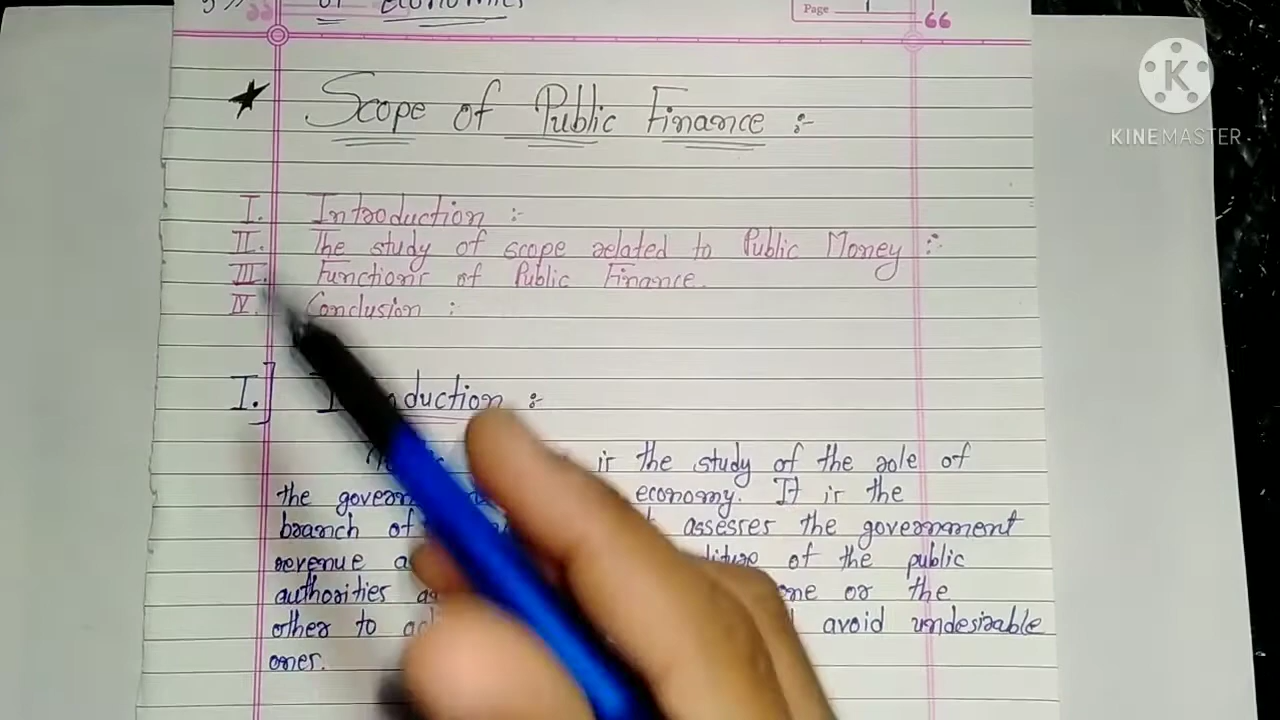 of Economics
Page 1
★ Scope of Public Finance :-
KINEMASTER
I. Introduction :-
II. The study of scope related to Public Money :-
III. Functions of Public Finance.
IV. Conclusion :
I.] Introduction :-
is the study of the role of
the economy. It is the
branch of assesses the government
revenue of the public
authorities or the
other to avoid undesirable
ones.